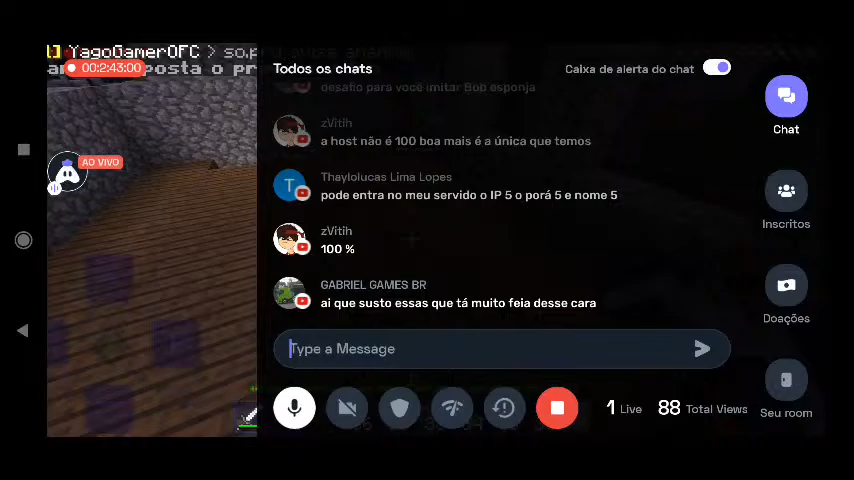 YagoGamerOFC > so,p
00:2:43:00
posta o pr
AO VIVO
Todos os chats
Caixa de alerta do chat
desafio para você imitar Bob esponja
zVitih
a host não é 100 boa mais é a única que temos
T
Thaylolucas Lima Lopes
pode entra no meu servido o IP 5 o porá 5 e nome 5
zVitih
100 %
GABRIEL GAMES BR
ai que susto essas que tá muito feia desse cara
Type a Message
1 Live
88 Total Views
Chat
Inscritos
Doações
Seu room